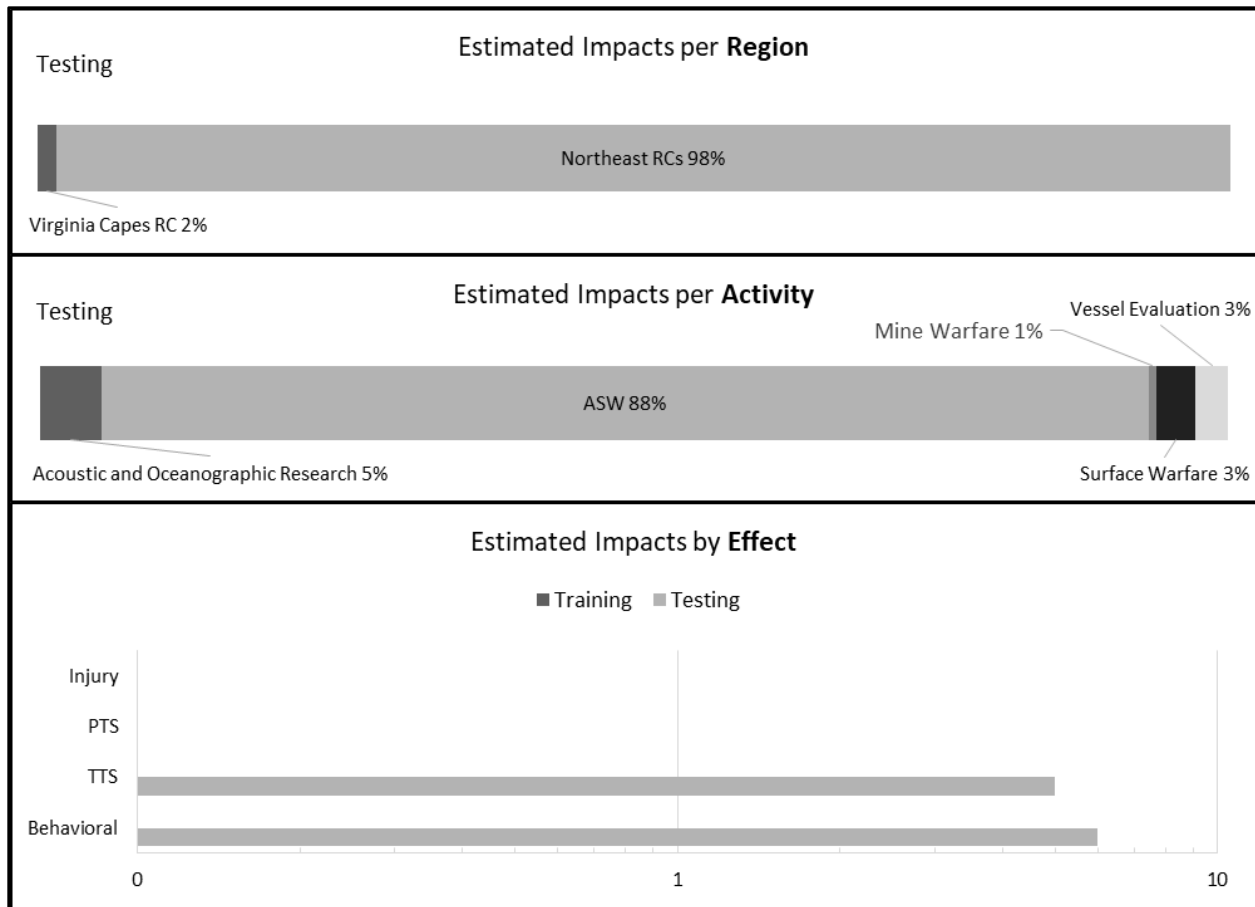 Estimated Impacts per Region
Testing
Northeast RCs 98%
Virginia Capes RC 2%
Estimated Impacts per Activity
Testing
Vessel Evaluation 3%
Mine Warfare 1%
ASW 88%
Acoustic and Oceanographic Research 5%
Surface Warfare 3%
Estimated Impacts by Effect
Training Testing
Injury
PTS
TTS
Behavioral
0 1 10